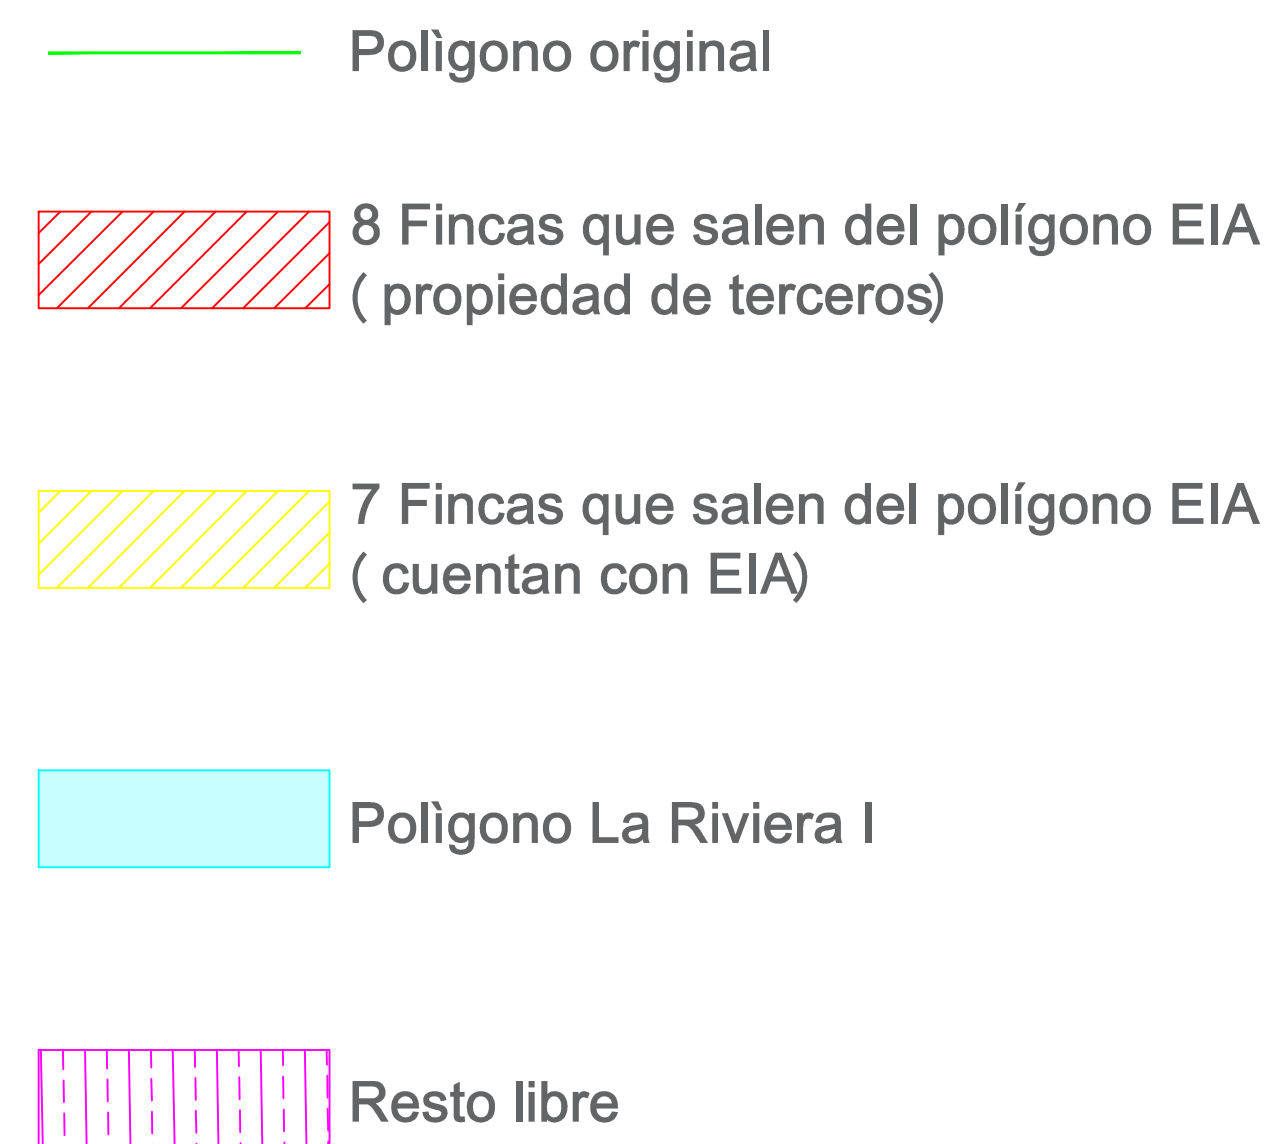 Polìgono original
8 Fincas que salen del polígono EIA
( propiedad de terceros)
7 Fincas que salen del polígono EIA
( cuentan con EIA)
Polìgono La Riviera I
Resto libre